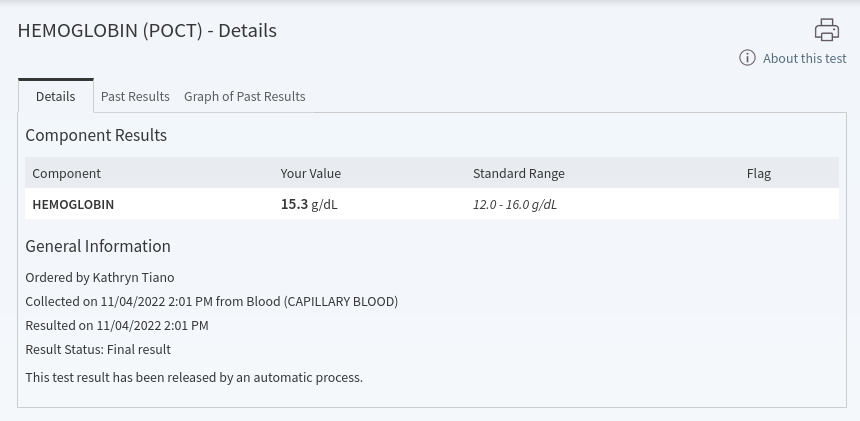 HEMOGLOBIN (POCT) - Details
About this test
Details Past Results Graph of Past Results
Component Results
Component Your Value Standard Range Flag
HEMOGLOBIN 15.3 g/dL 12.0 - 16.0 g/dL
General Information
Ordered by Kathryn Tiano
Collected on 11/04/2022 2:01 PM from Blood (CAPILLARY BLOOD)
Resulted on 11/04/2022 2:01 PM
Result Status: Final result
This test result has been released by an automatic process.